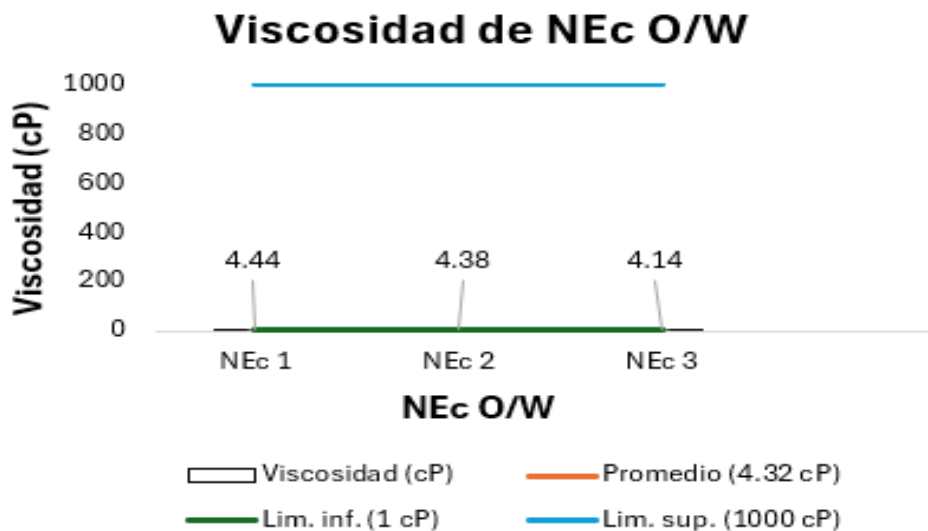 Viscosidad de NEc O/W
Viscosidad (cP)
1000
800
600
400
200
0
4.44 4.38 4.14
NEc 1 NEc 2 NEc 3
NEc O/W
Viscosidad (cP) Promedio (4.32 cP)
Lim. inf. (1 cP) Lim. sup. (1000 cP)